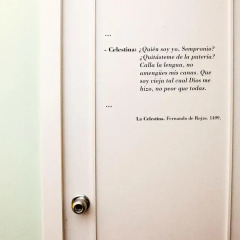 ...
- Celestina: ¿Quién soy yo, Sempronio?
¿Quitásteme de la putería?
Calla tu lengua, no
amengües mis canas. Que
soy vieja tal cual Dios me
hizo, no peor que todas.
...
La Celestina. Fernando de Rojas. 1499.